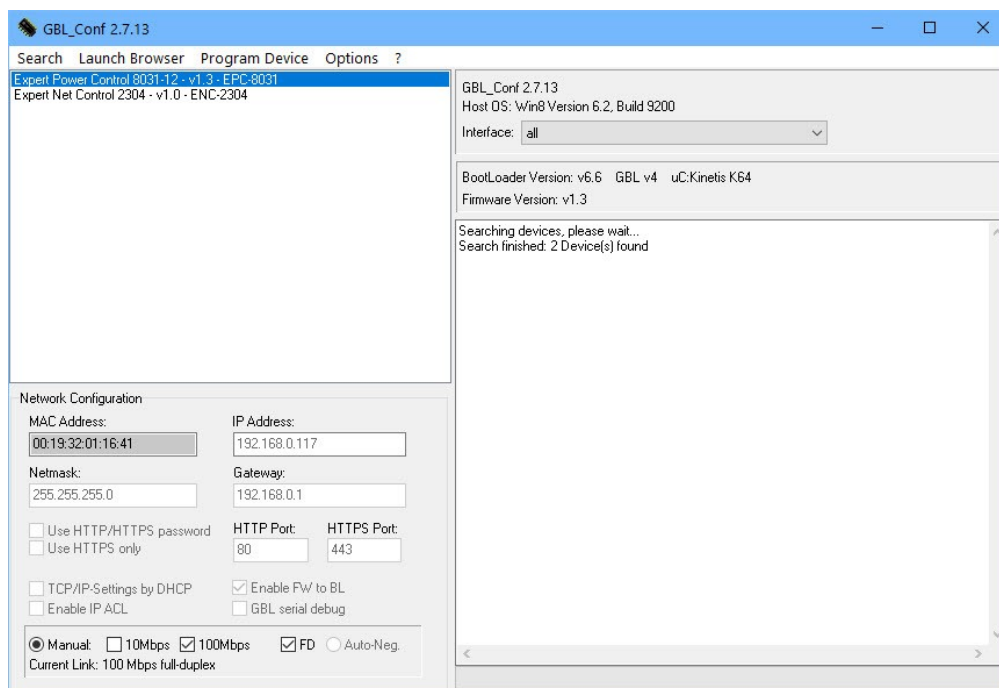 GBL_Conf 2.7.13
Search Launch Browser Program Device Options ?
Expert Power Control 8031-12 - v1.3 - EPC-8031
Expert Net Control 2304 - v1.0 - ENC-2304
GBL_Conf 2.7.13
Host OS: Win8 Version 6.2, Build 9200
Interface: all
BootLoader Version: v6.6 GBL v4 uC:Kinetis K64
Firmware Version: v1.3
Searching devices, please wait...
Search finished: 2 Device(s) found
Network Configuration
MAC Address: IP Address:
00:19:32:01:16:41 192.168.0.117
Netmask: Gateway:
255.255.255.0 192.168.0.1
Use HTTP/HTTPS password HTTP Port: HTTPS Port:
Use HTTPS only 80 443
TCP/IP-Settings by DHCP Enable FW to BL
Enable IP ACL GBL serial debug
Manual: 10Mbps 100Mbps FD Auto-Neg.
Current Link: 100 Mbps full-duplex